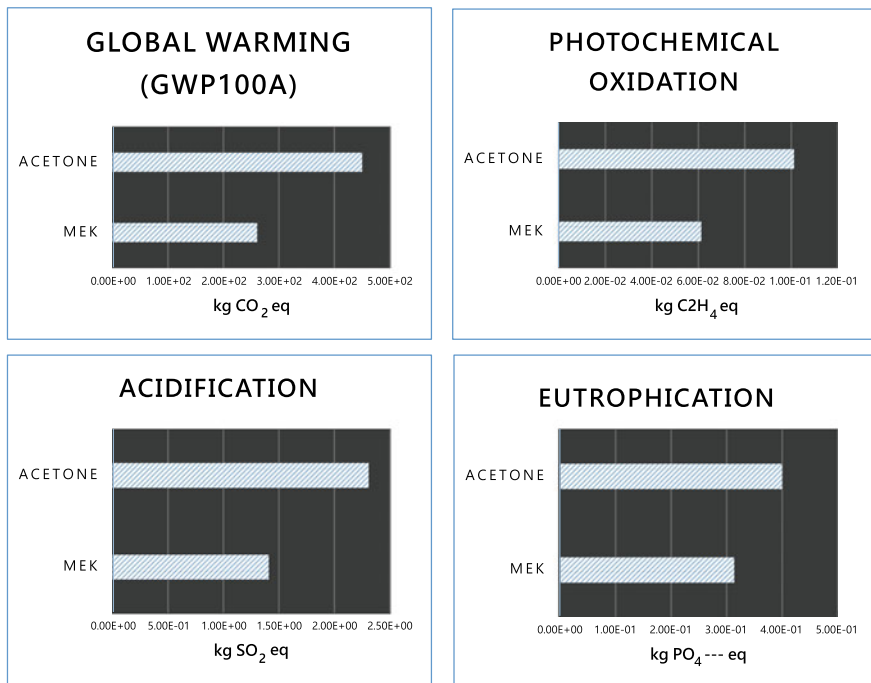 GLOBAL WARMING
(GWP100A)
ACETONE
MEK
0.00E+00 1.00E+02 2.00E+02 3.00E+02 4.00E+02 5.00E+02
kg CO2 eq
PHOTOCHEMICAL
OXIDATION
ACETONE
MEK
0.00E+00 2.00E-02 4.00E-02 6.00E-02 8.00E-02 1.00E-01 1.20E-01
kg C2H4 eq
ACIDIFICATION
ACETONE
MEK
0.00E+00 5.00E-01 1.00E+00 1.50E+00 2.00E+00 2.50E+00
kg SO2 eq
EUTROPHICATION
ACETONE
MEK
0.00E+00 1.00E-01 2.00E-01 3.00E-01 4.00E-01 5.00E-01
kg PO4 --- eq